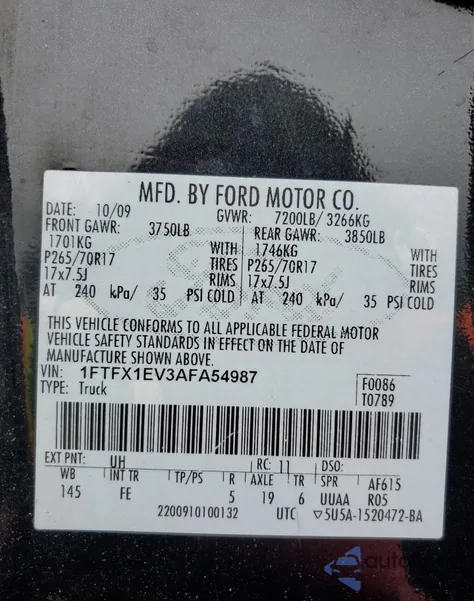 MFD. BY FORD MOTOR CO.
DATE: 10/09 GVWR: 7200LB/ 3266KG
FRONT GAWR: 3750LB REAR GAWR: 3850LB
1701KG WITH 1746KG WITH
P265/70R17 TIRES P265/70R17 TIRES
17x7.5J RIMS 17x7.5J RIMS
AT 240 kPa/ 35 PSI COLD AT 240 kPa/ 35 PSI COLD
THIS VEHICLE CONFORMS TO ALL APPLICABLE FEDERAL MOTOR
VEHICLE SAFETY STANDARDS IN EFFECT ON THE DATE OF
MANUFACTURE SHOWN ABOVE.
VIN: 1FTFX1EV3AFA54987
TYPE: Truck
F0086
T0789
EXT PNT: UH RC: 11 DSO:
WB INT TR TP/PS R AXLE TR SPR AF615
145 FE 5 19 6 UUAA R05
2200910100132 UTC ▽5U5A-1520472-BA